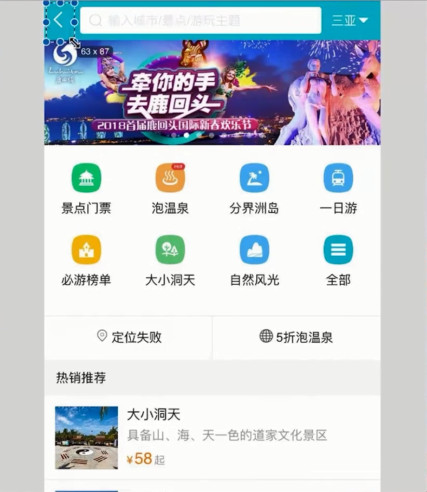 输入城市/景点/游玩主题
三亚
63 x 87
牵你的手
去鹿回头
2018首届鹿回头国际新春欢乐节
景点门票
泡温泉
分界洲岛
一日游
必游榜单
大小洞天
自然风光
全部
定位失败
5折泡温泉
热销推荐
大小洞天
具备山、海、天一色的道家文化景区
¥58起